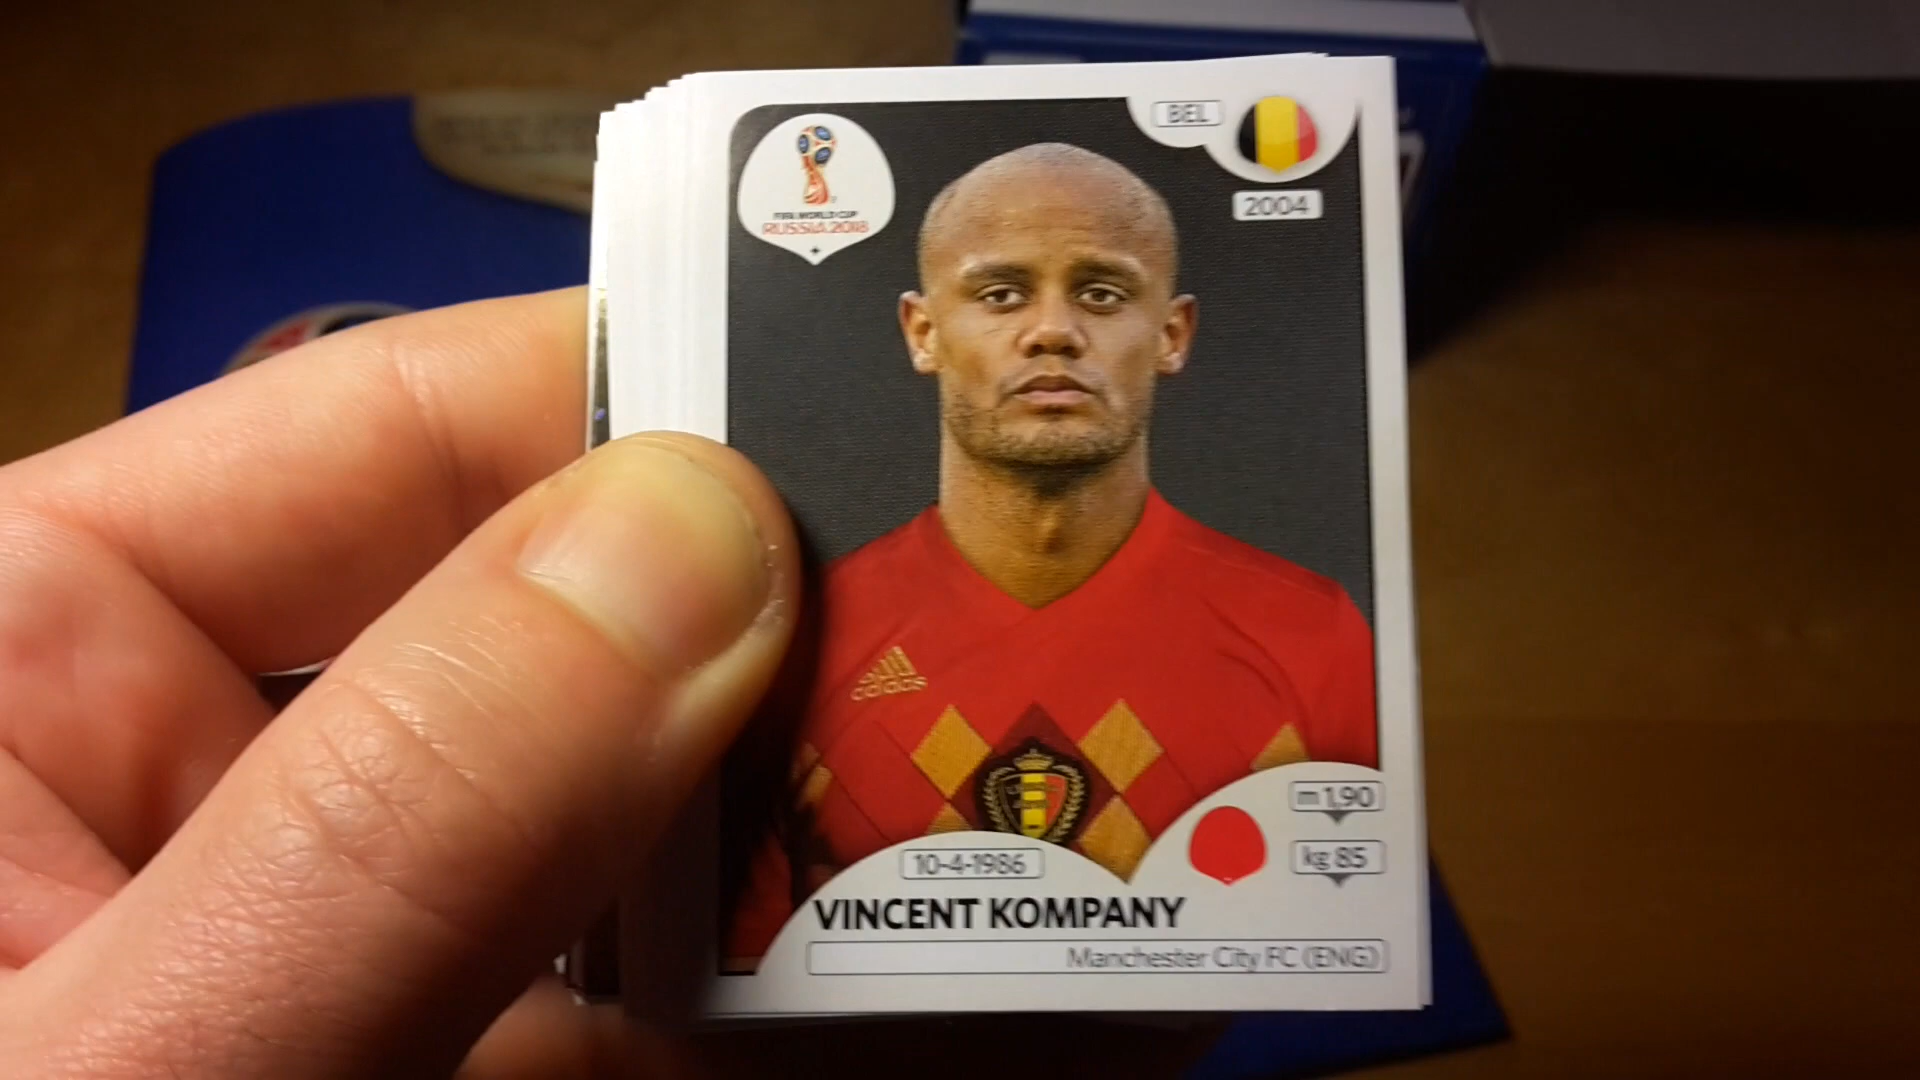 BEL
2004
FIFA WORLD CUP
RUSSIA 2018
adidas
m 1,90
kg 85
10-4-1986
VINCENT KOMPANY
Manchester City FC (ENG)